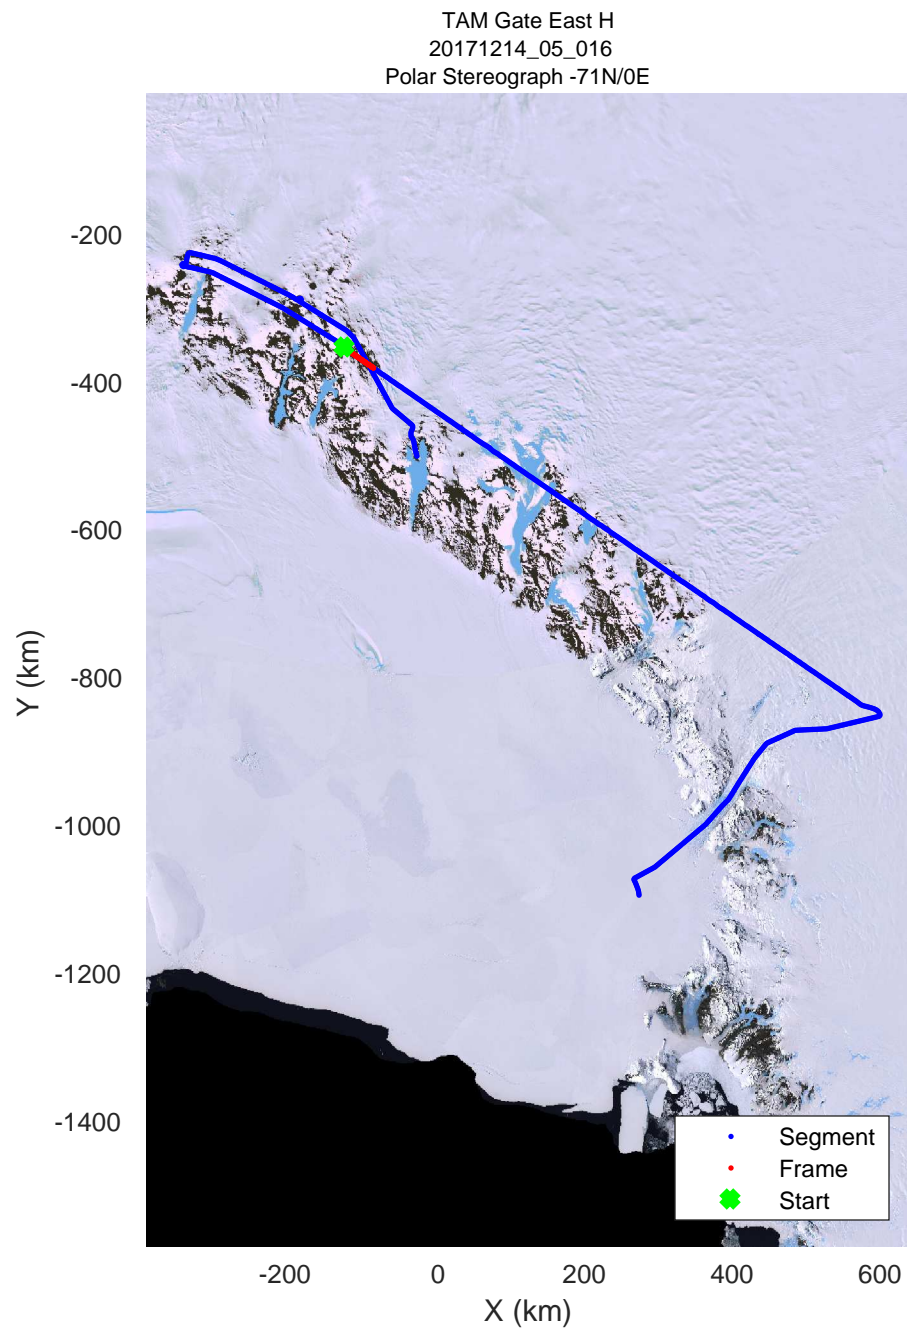 TAM Gate East H
20171214_05_016
Polar Stereograph -71N/0E
-200
-400
-600
-800
-1000
-1200
-1400
Y (km)
Segment
Frame
Start
-200 0 200 400 600
X (km)